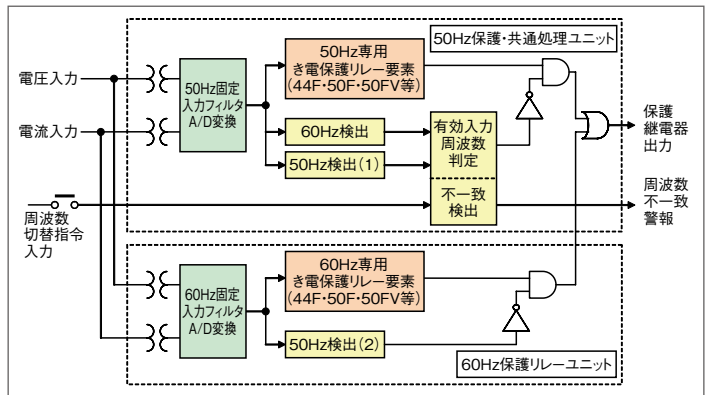 50Hz保護・共通処理ユニット
電圧入力
電流入力
周波数
切替指令
入力
50Hz固定
入力フィルタ
A/D変換
50Hz専用
き電保護リレー要素
(44F・50F・50FV等)
60Hz検出
50Hz検出(1)
有効入力
周波数
判定
不一致
検出
保護
継電器
出力
周波数
不一致
警報
60Hz固定
入力フィルタ
A/D変換
60Hz専用
き電保護リレー要素
(44F・50F・50FV等)
50Hz検出(2)
60Hz保護リレーユニット